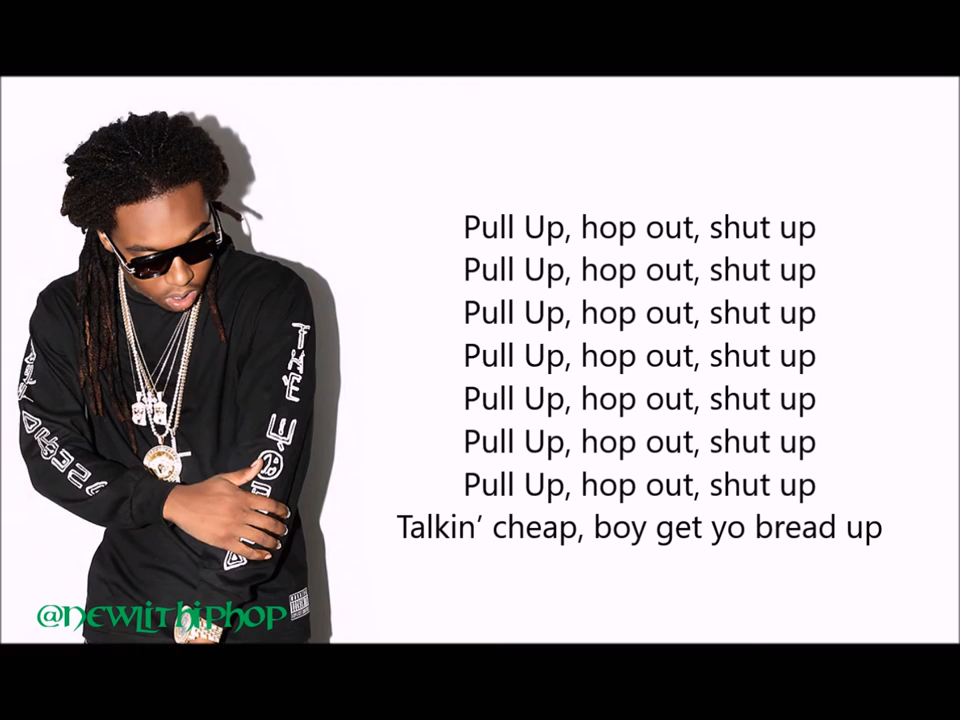 Pull Up, hop out, shut up
Pull Up, hop out, shut up
Pull Up, hop out, shut up
Pull Up, hop out, shut up
Pull Up, hop out, shut up
Pull Up, hop out, shut up
Pull Up, hop out, shut up
Talkin’ cheap, boy get yo bread up
THE
@NEWLITHIPHOP